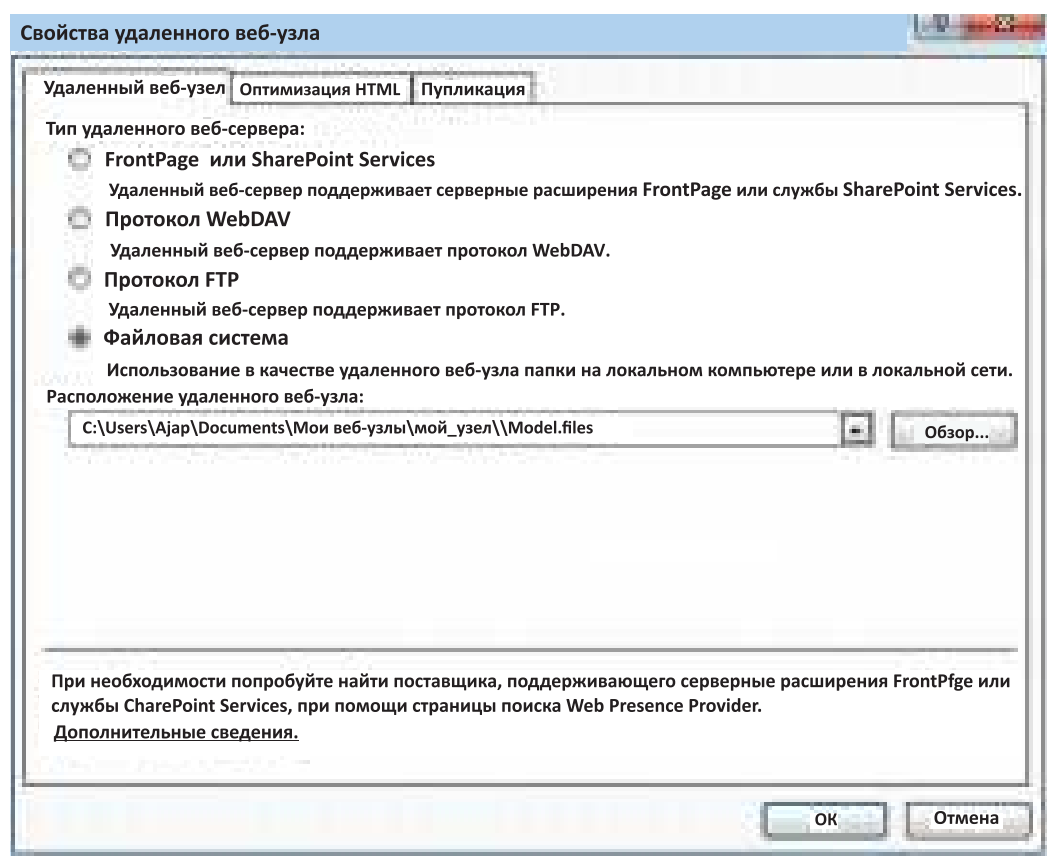 Свойства удаленного веб-узла
Удаленный веб-узел Оптимизация HTML Пупликация
Тип удаленного веб-сервера:
FrontPage или SharePoint Services
Удаленный веб-сервер поддерживает серверные расширения FrontPage или службы SharePoint Services.
Протокол WebDAV
Удаленный веб-сервер поддерживает протокол WebDAV.
Протокол FTP
Удаленный веб-сервер поддерживает протокол FTP.
Файловая система
Использование в качестве удаленного веб-узла папки на локальном компьютере или в локальной сети.
Расположение удаленного веб-узла:
C:\Users\Ajap\Documents\Мои веб-узлы\мой_узел\\Model.files Обзор...
При необходимости попробуйте найти поставщика, поддерживающего серверные расширения FrontPfge или
службы CharePoint Services, при помощи страницы поиска Web Presence Provider.
Дополнительные сведения.
ОК Отмена